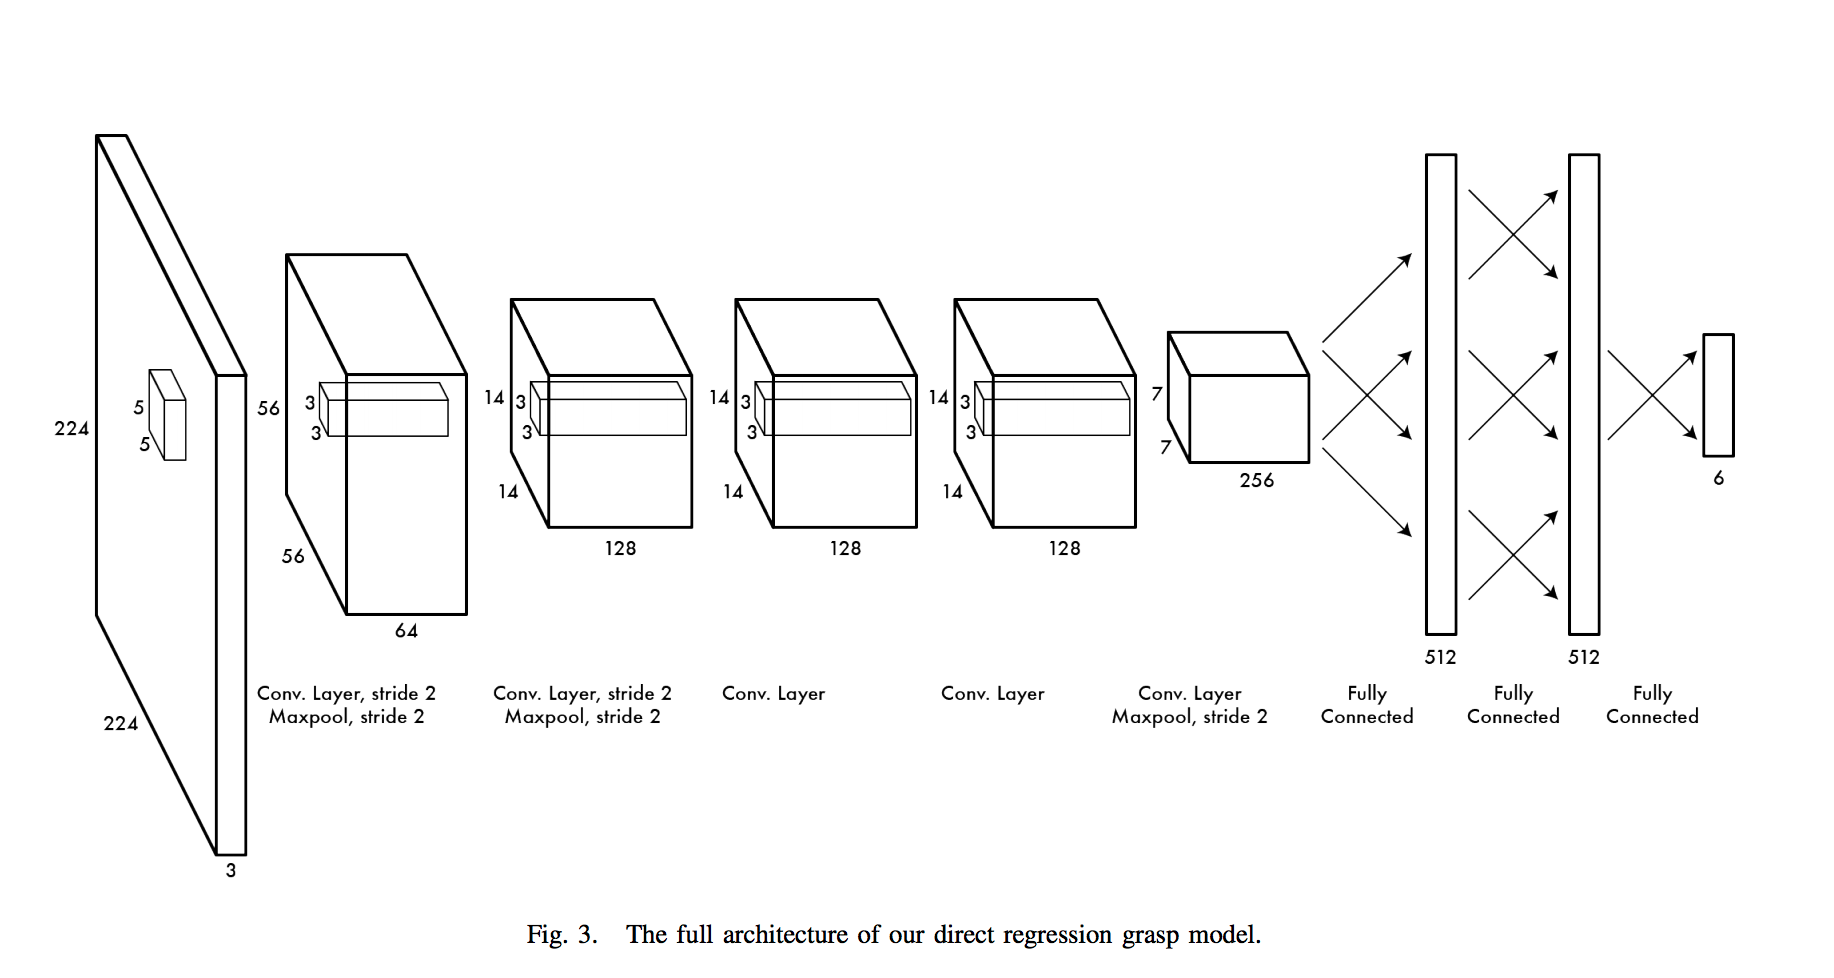 224
224
3
5
5
56
56
64
3
3
14
14
128
3
3
14
14
128
3
3
14
14
128
3
3
7
7
256
512
512
6
Conv. Layer, stride 2
Maxpool, stride 2
Conv. Layer, stride 2
Maxpool, stride 2
Conv. Layer
Conv. Layer
Conv. Layer
Maxpool, stride 2
Fully
Connected
Fully
Connected
Fully
Connected
Fig. 3. The full architecture of our direct regression grasp model.